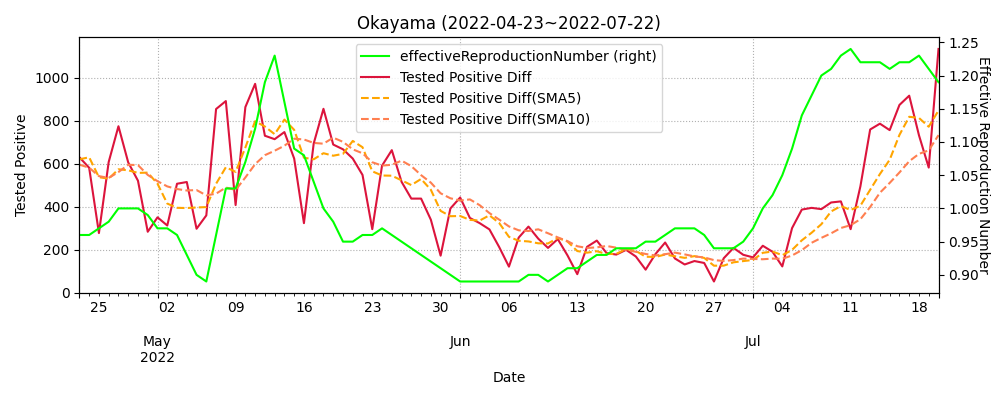 Okayama (2022-04-23~2022-07-22)
effectiveReproductionNumber (right)
Tested Positive Diff
Tested Positive Diff(SMA5)
Tested Positive Diff(SMA10)
Tested Positive
1000
800
600
400
200
0
1.25
1.20
1.15
1.10
1.05
1.00
0.95
0.90
Effective Reproduction Number
25 02 09 16 23 30 06 13 20 27 04 11 18
May Jun Jul
2022
Date